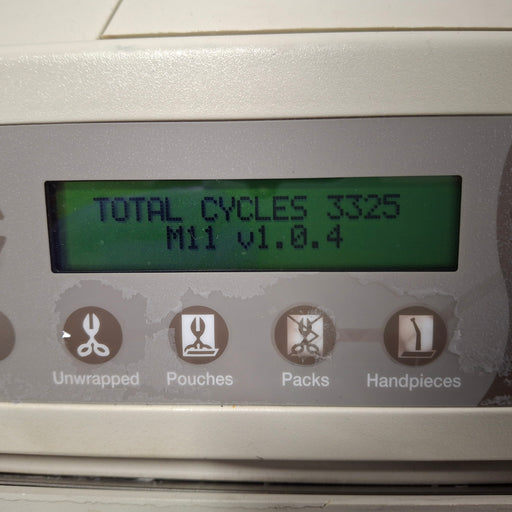 TOTAL CYCLES 3325
M11 v1.0.4
Unwrapped Pouches Packs Handpieces